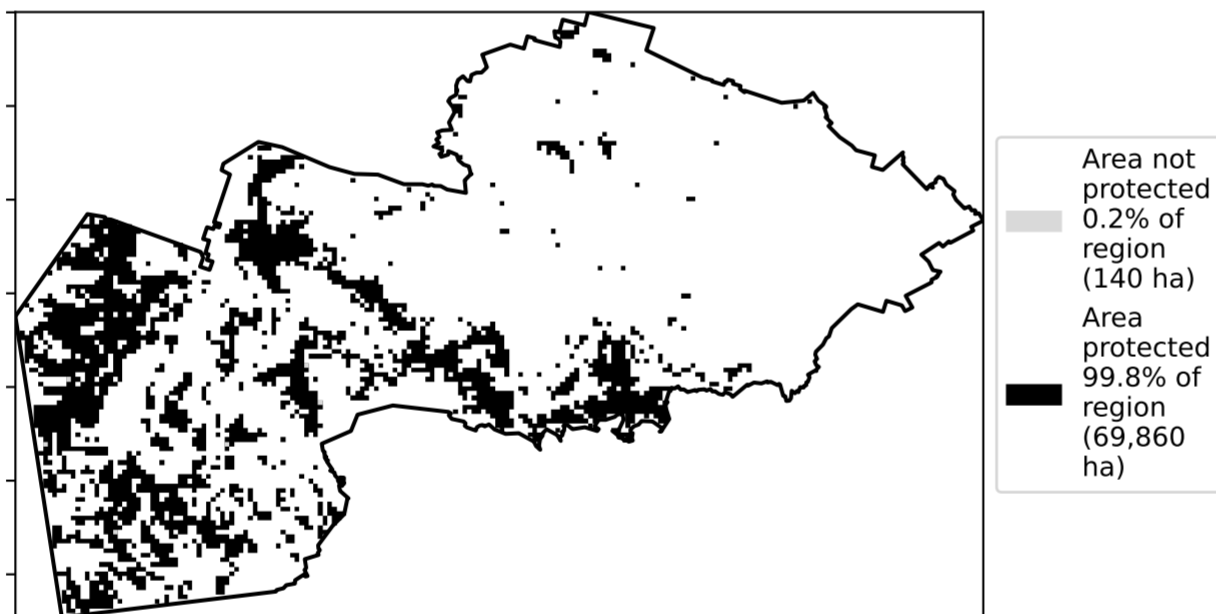 Area not
protected
0.2% of
region
(140 ha)
Area
protected
99.8% of
region
(69,860
ha)